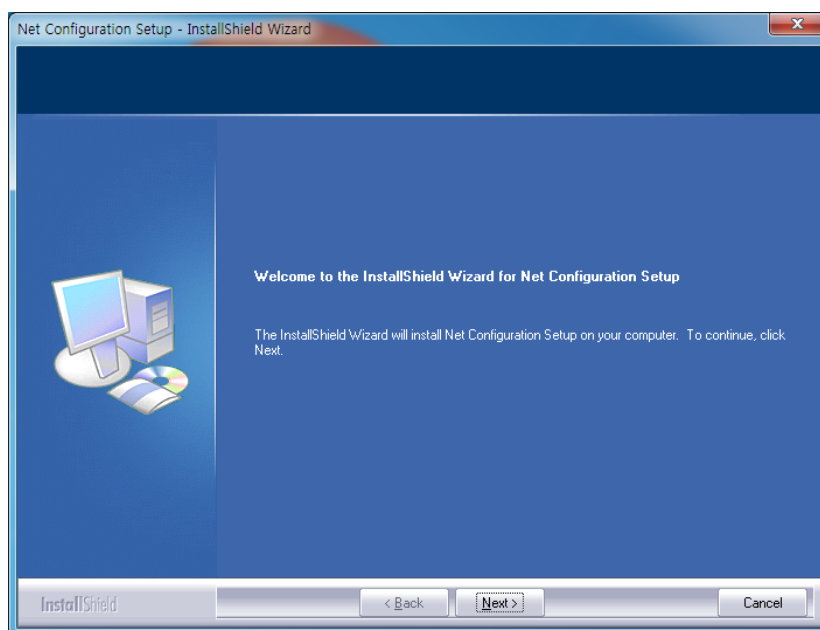 Net Configuration Setup - InstallShield Wizard
Welcome to the InstallShield Wizard for Net Configuration Setup
The InstallShield Wizard will install Net Configuration Setup on your computer. To continue, click
Next.
InstallShield
< Back
Next >
Cancel